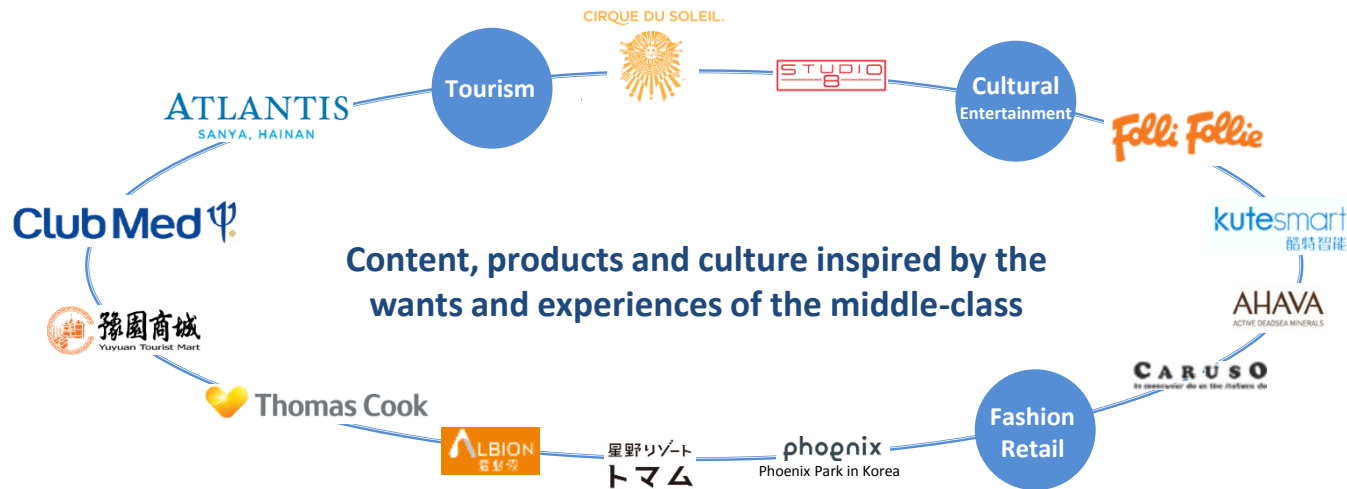 CIRQUE DU SOLEIL.
Tourism
STUDIO
8
Cultural
Entertainment
ATLANTIS
SANYA, HAINAN
Folli Follie
Club Med
kutesmart
酷特智能
Content, products and culture inspired by the
wants and experiences of the middle-class
AHAVA
ACTIVE DEADSEA MINERALS
豫園商城
Yuyuan Tourist Mart
CARUSO
Thomas Cook
Fashion
Retail
ALBION
星野リゾート
トマム
phoenix
Phoenix Park in Korea